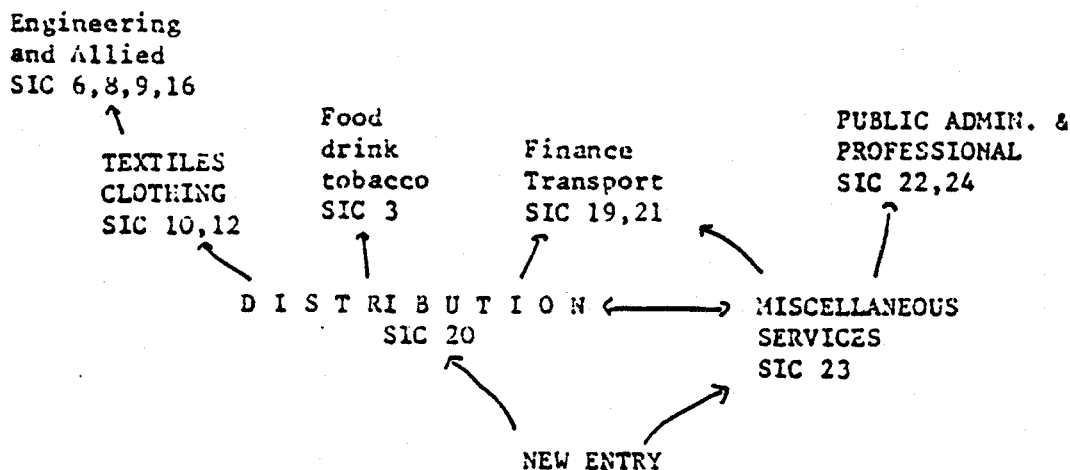 Engineering
and Allied
SIC 6,8,9,16
Food
drink
tobacco
SIC 3
PUBLIC ADMIN. &
PROFESSIONAL
SIC 22,24
TEXTILES
CLOTHING
SIC 10,12
Finance
Transport
SIC 19,21
D I S T R I B U T I O N
SIC 20
MISCELLANEOUS
SERVICES
SIC 23
NEW ENTRY